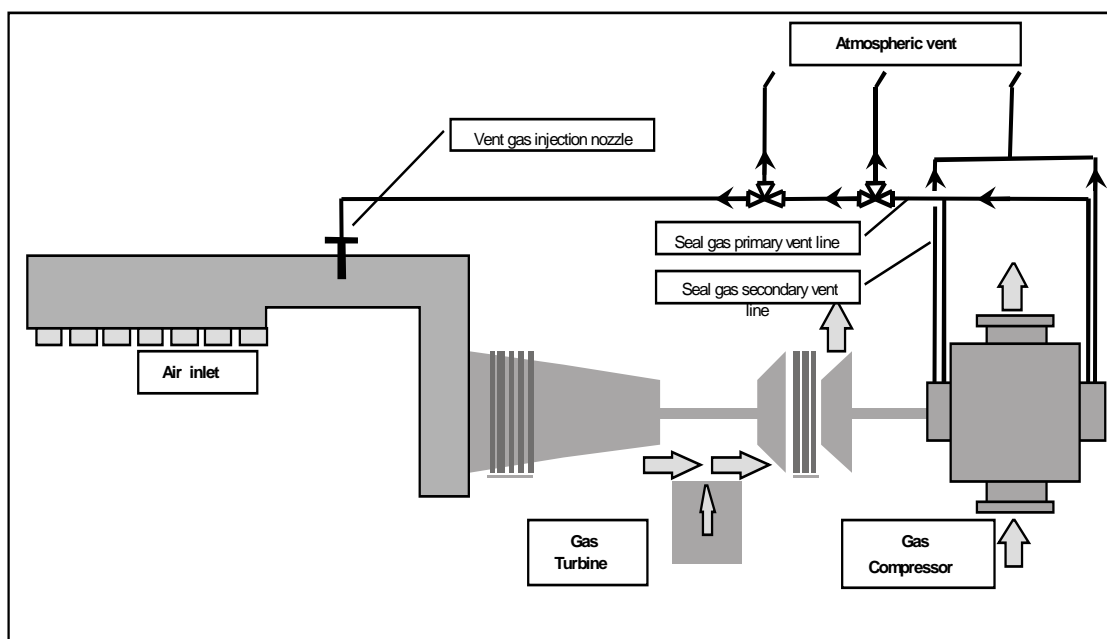 Atmospheric vent
Vent gas injection nozzle
Seal gas primary vent line
Seal gas secondary vent
line
Air inlet
Gas
Turbine
Gas
Compressor